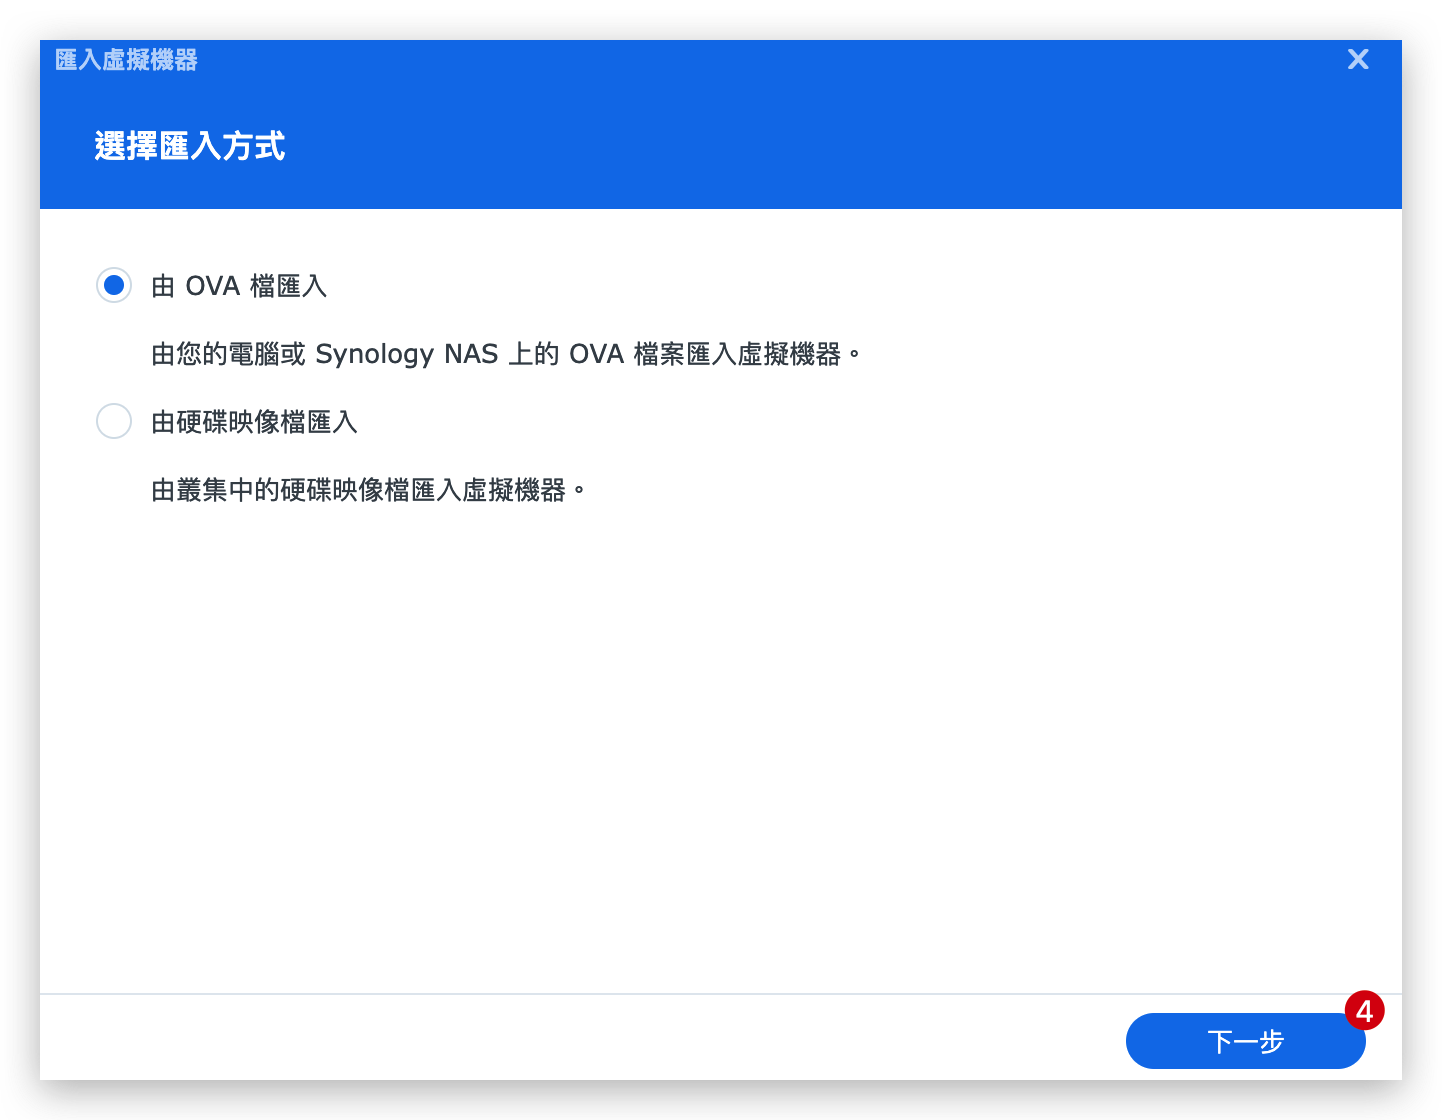 匯入虛擬機器
選擇匯入方式
由 OVA 檔匯入
由您的電腦或 Synology NAS 上的 OVA 檔案匯入虛擬機器。
由硬碟映像檔匯入
由叢集中的硬碟映像檔匯入虛擬機器。
4
下一步